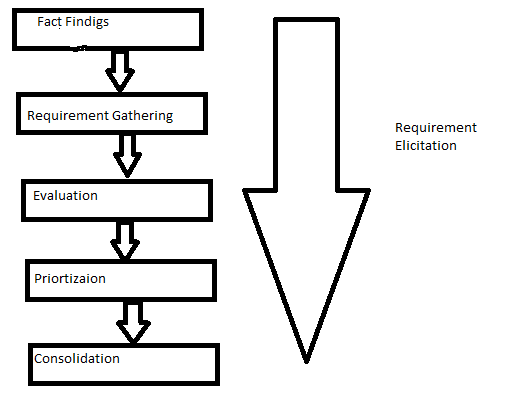 Fact Findigs
Requirement Gathering
Evaluation
Priortizaion
Consolidation
Requirement
Elicitation